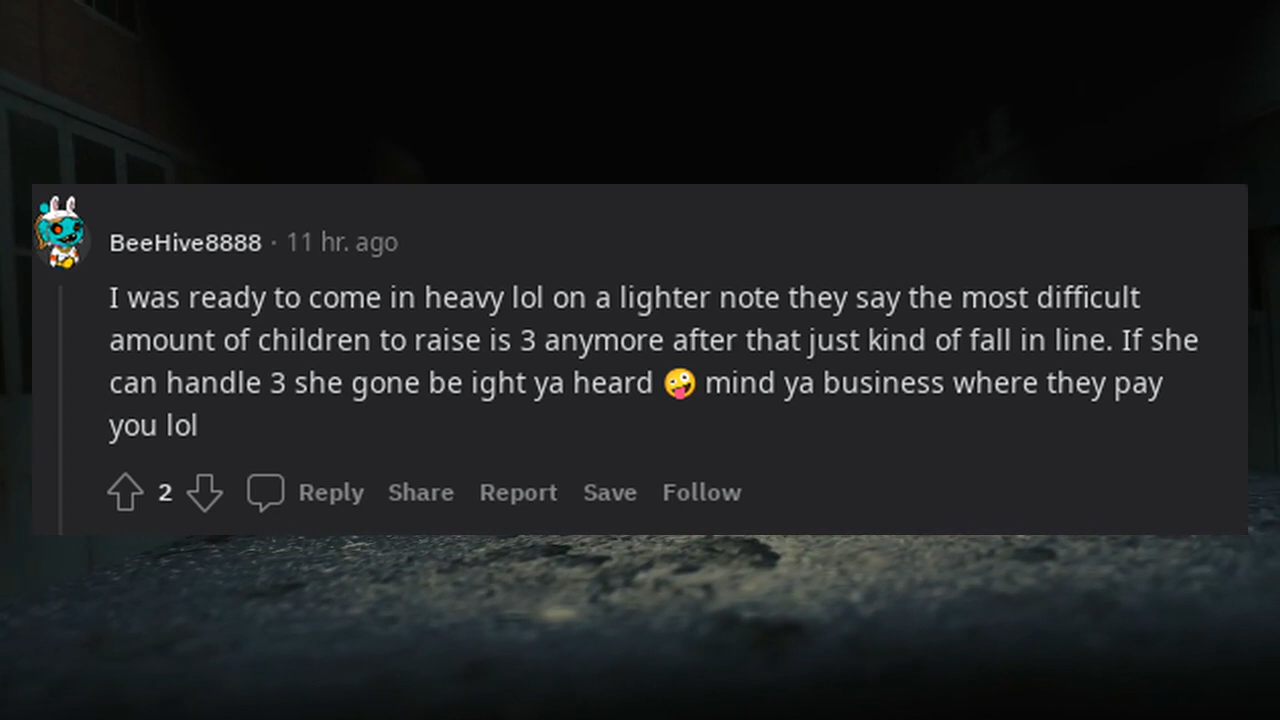 BeeHive8888 · 11 hr. ago
I was ready to come in heavy lol on a lighter note they say the most difficult
amount of children to raise is 3 anymore after that just kind of fall in line. If she
can handle 3 she gone be ight ya heard 🤪 mind ya business where they pay
you lol
2 Reply Share Report Save Follow